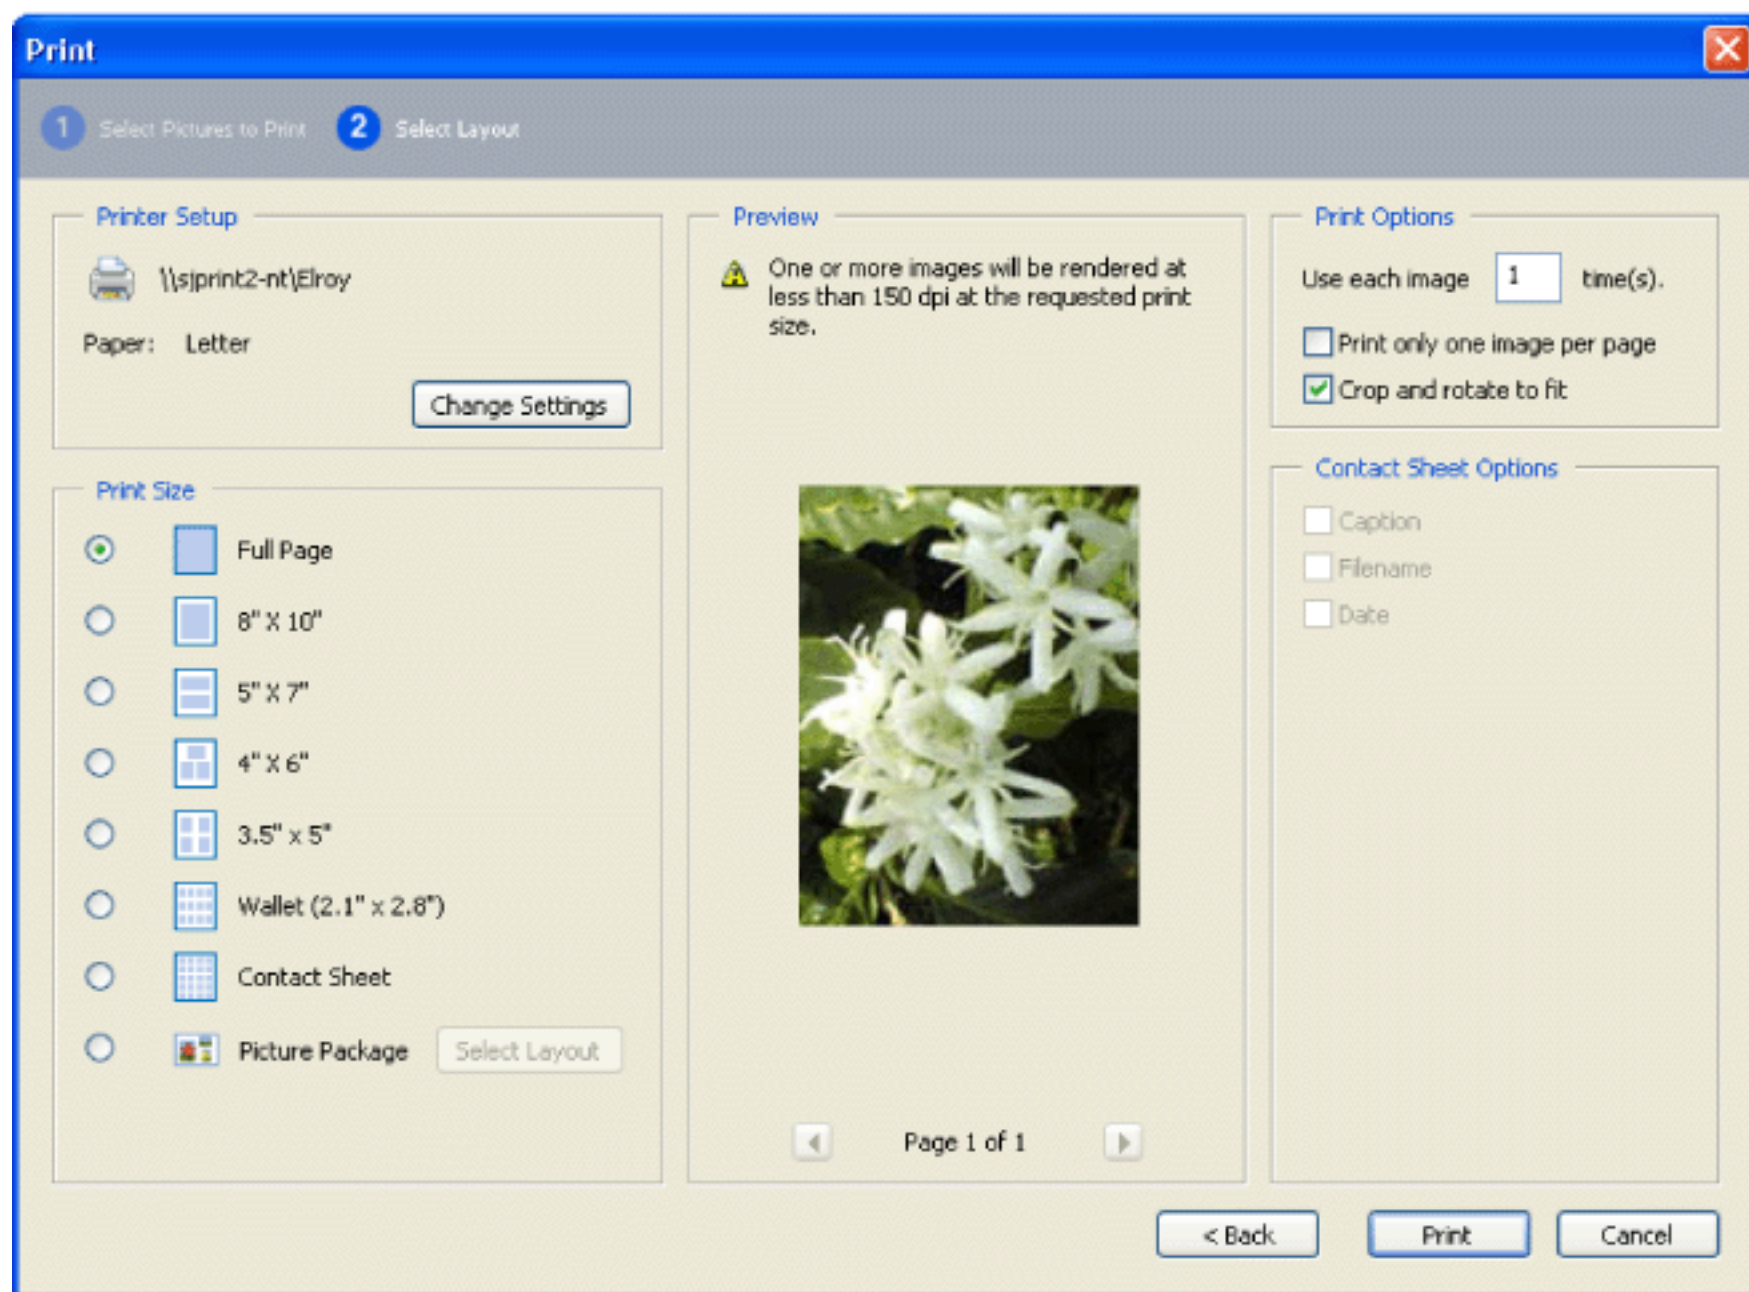 Print
1 Select Pictures to Print 2 Select Layout
Printer Setup
\\sjprint2-nt\Elroy
Paper: Letter
Change Settings
Print Size
Full Page
8" X 10"
5" X 7"
4" X 6"
3.5" x 5"
Wallet (2.1" x 2.8")
Contact Sheet
Picture Package Select Layout
Preview
One or more images will be rendered at
less than 150 dpi at the requested print
size.
Page 1 of 1
Print Options
Use each image 1 time(s).
Print only one image per page
Crop and rotate to fit
Contact Sheet Options
Caption
Filename
Date
< Back Print Cancel